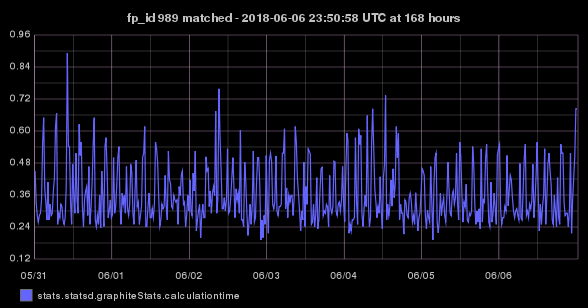 fp_id 989 matched - 2018-06-06 23:50:58 UTC at 168 hours
0.96
0.84
0.72
0.60
0.48
0.36
0.24
0.12
05/31 06/01 06/02 06/03 06/04 06/05 06/06
stats.statsd.graphiteStats.calculationtime